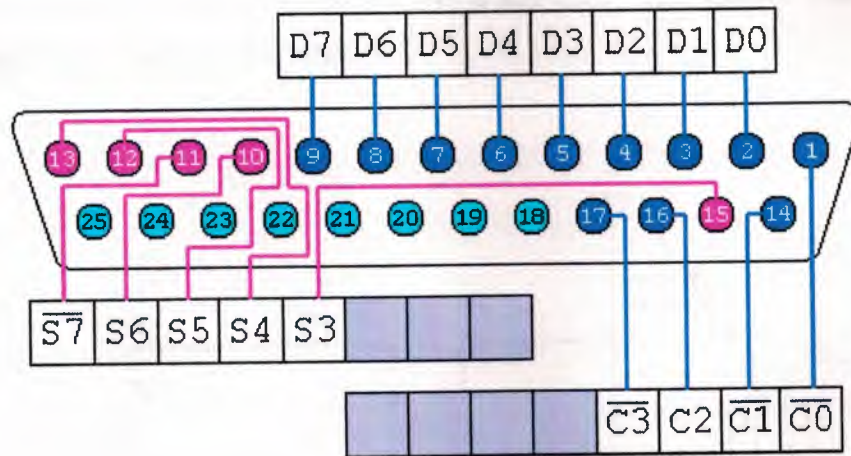 D7 D6 D5 D4 D3 D2 D1 D0
13 12 11 10 9 8 7 6 5 4 3 2 1
25 24 23 22 21 20 19 18 17 16 15 14
S̅7̅ S6 S5 S4 S3
C̅3̅ C2 C̅1̅ C̅0̅